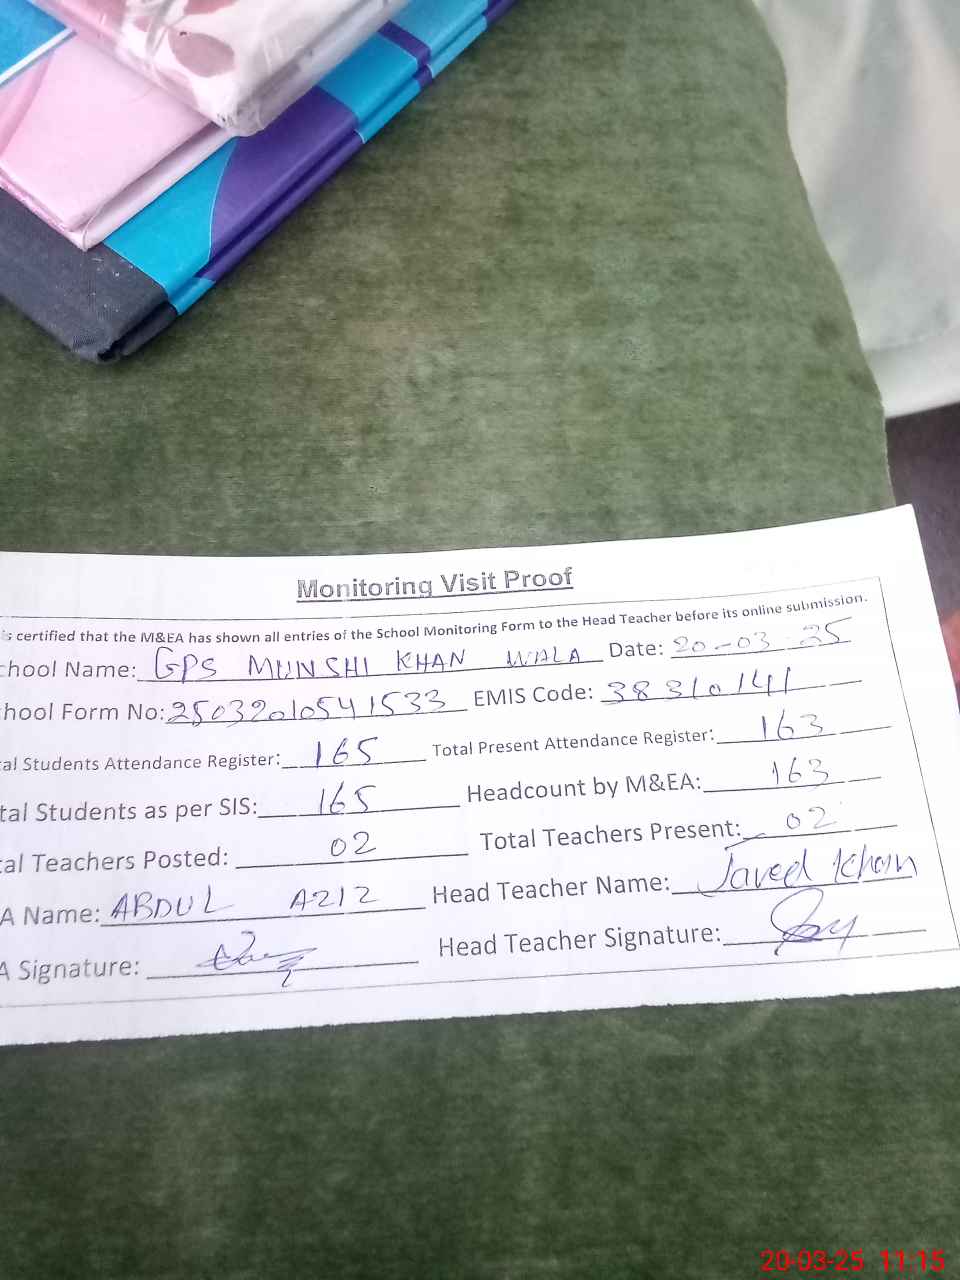 Monitoring Visit Proof
is certified that the M&EA has shown all entries of the School Monitoring Form to the Head Teacher before its online submission.
chool Name: GPS MUNSHI KHAN WALA Date: 20-03-25
hool Form No: 25032010541533 EMIS Code: 38310141
al Students Attendance Register: 165 Total Present Attendance Register: 163
tal Students as per SIS: 165 Headcount by M&EA: 163
al Teachers Posted: 02 Total Teachers Present: 02
A Name: ABDUL AZIZ Head Teacher Name: Javed Khan
A Signature: Head Teacher Signature:
20-03-25 11:15